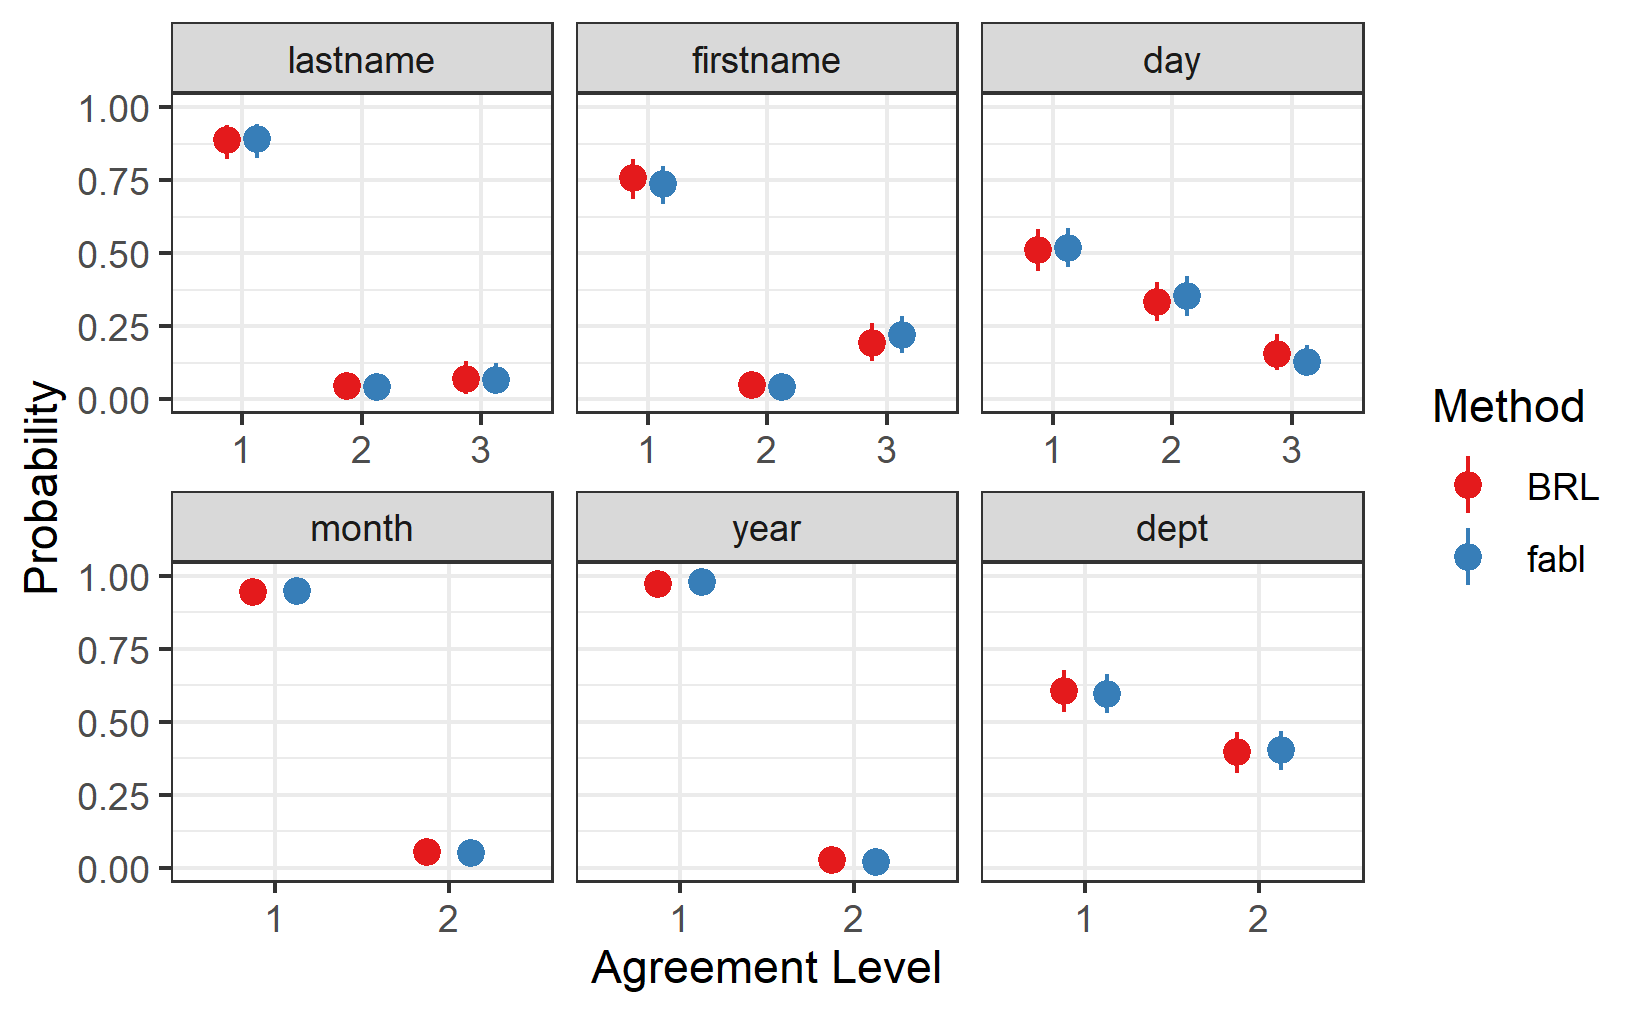 lastname firstname day
1.00
0.75
0.50
0.25
0.00
1 2 3 1 2 3 1 2 3
month year dept
1.00
0.75
0.50
0.25
0.00
1 2 1 2 1 2
Agreement Level
Probability
Method
BRL
fabl